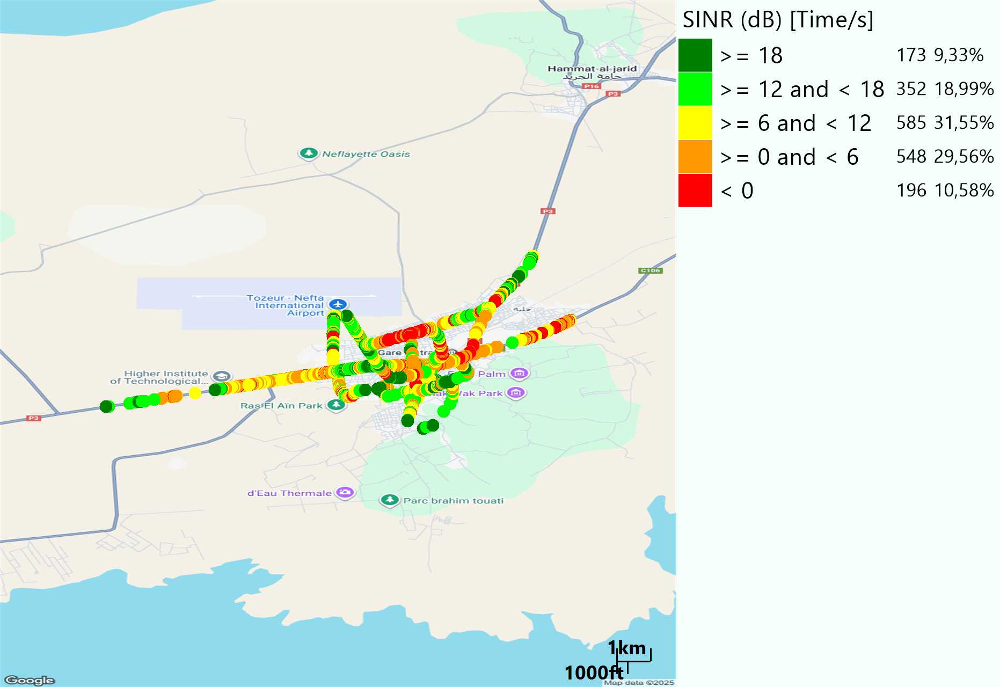 SINR (dB) [Time/s]
>= 18 173 9,33%
>= 12 and < 18 352 18,99%
>= 6 and < 12 585 31,55%
>= 0 and < 6 548 29,56%
< 0 196 10,58%
Hammat-al-jarid
حامة الجريد
P16
P3
Neflayette Oasis
P3
C106
Tozeur - Nefta
International
Airport
حلبة
Gare
Palm
Higher Institute
of Technological...
Wak Park
Ras El Aïn Park
P3
d'Eau Thermale
Parc brahim touati
1km
1000ft
Google
Map data ©2025